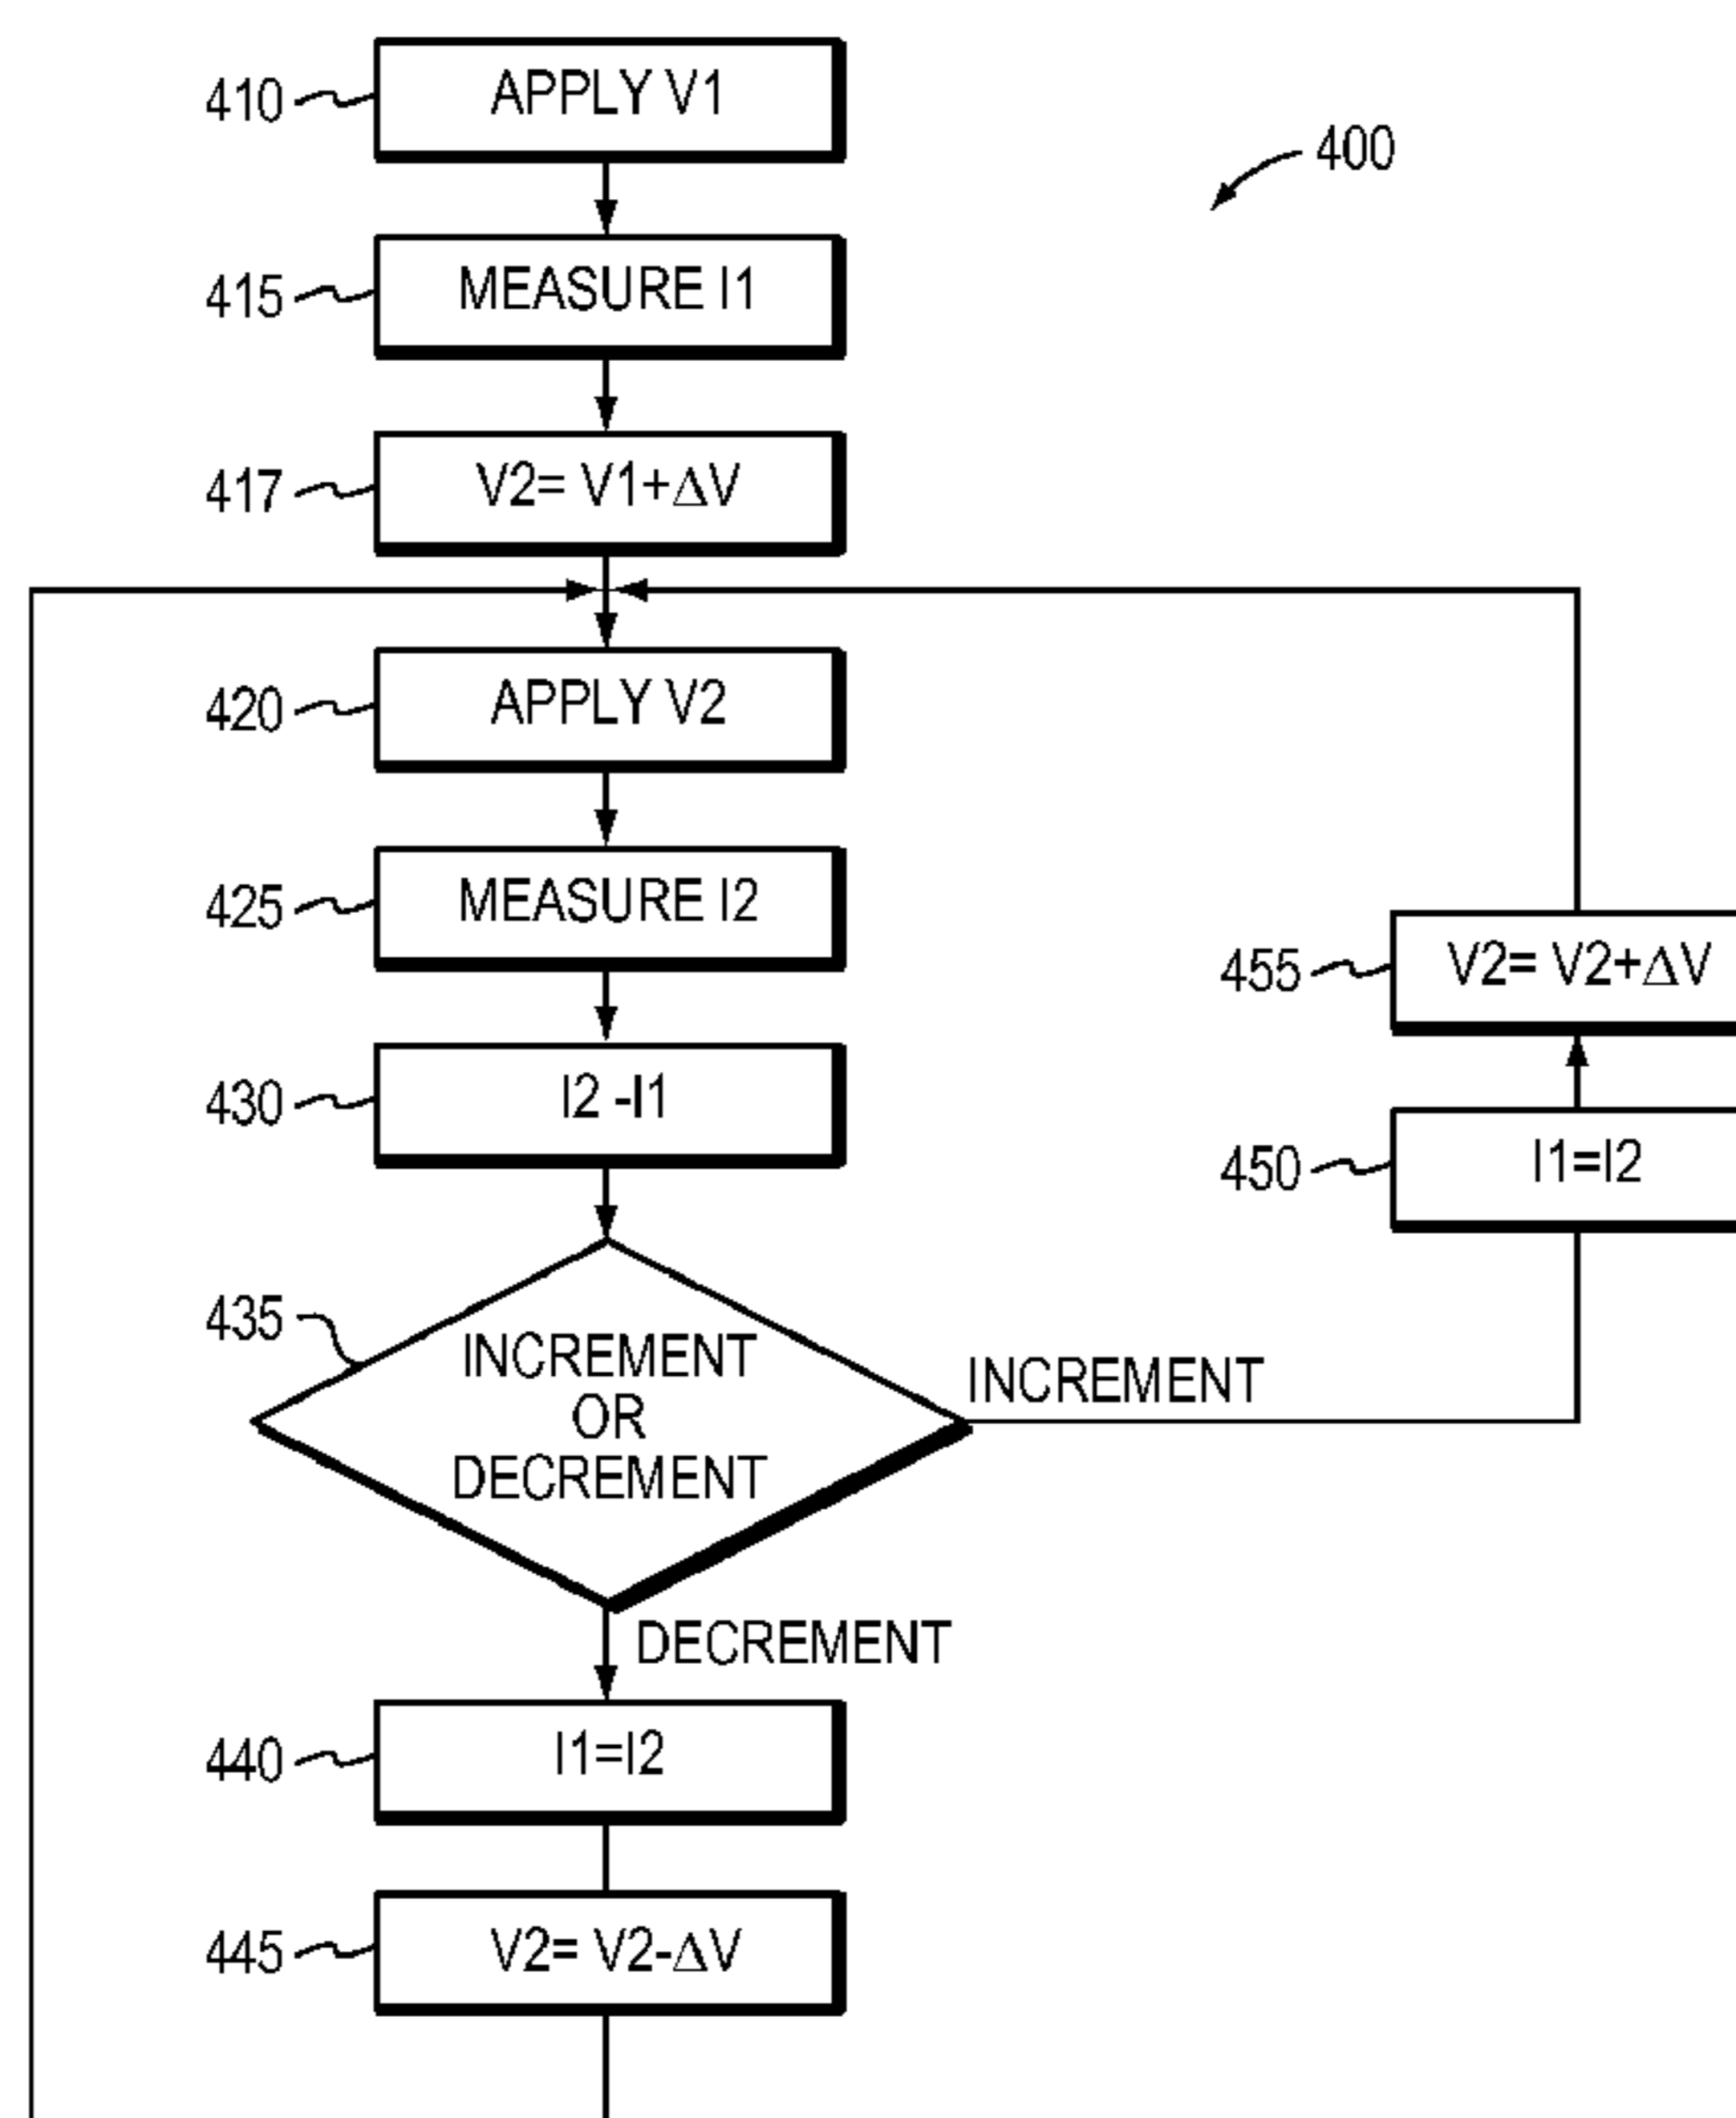 410 APPLY V1
400
415 MEASURE I1
417 V2= V1+ΔV
420 APPLY V2
425 MEASURE I2
455 V2= V2+ΔV
430 I2 -I1
450 I1=I2
435 INCREMENT
OR
DECREMENT
INCREMENT
DECREMENT
440 I1=I2
445 V2= V2-ΔV